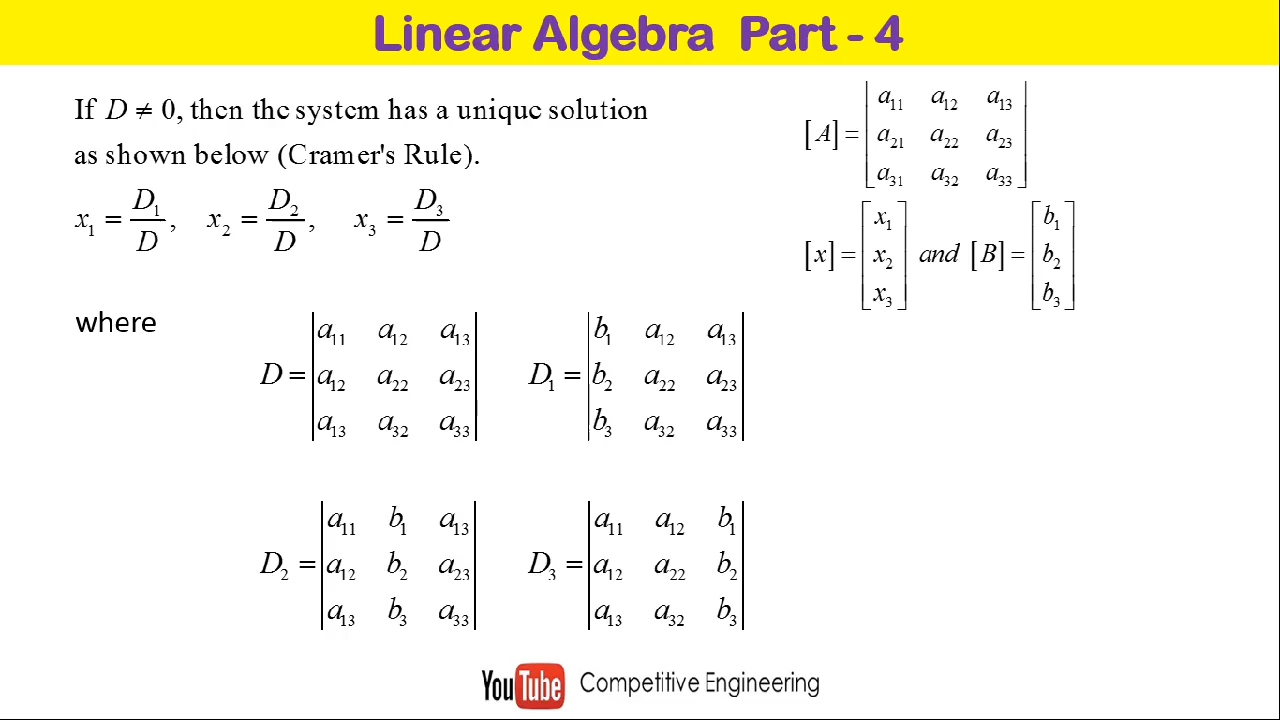 Linear Algebra Part - 4
If D ≠ 0, then the system has a unique solution
as shown below (Cramer's Rule).
x₁ = D₁/D, x₂ = D₂/D, x₃ = D₃/D
[A] = [a₁₁ a₁₂ a₁₃
a₂₁ a₂₂ a₂₃
a₃₁ a₃₂ a₃₃]
[x] = [x₁ x₂ x₃] and [B] = [b₁ b₂ b₃]
where
D = |a₁₁ a₁₂ a₁₃
a₁₂ a₂₂ a₂₃
a₁₃ a₃₂ a₃₃|
D₁ = |b₁ a₁₂ a₁₃
b₂ a₂₂ a₂₃
b₃ a₃₂ a₃₃|
D₂ = |a₁₁ b₁ a₁₃
a₁₂ b₂ a₂₃
a₁₃ b₃ a₃₃|
D₃ = |a₁₁ a₁₂ b₁
a₁₂ a₂₂ b₂
a₁₃ a₃₂ b₃|
YouTube Competitive Engineering